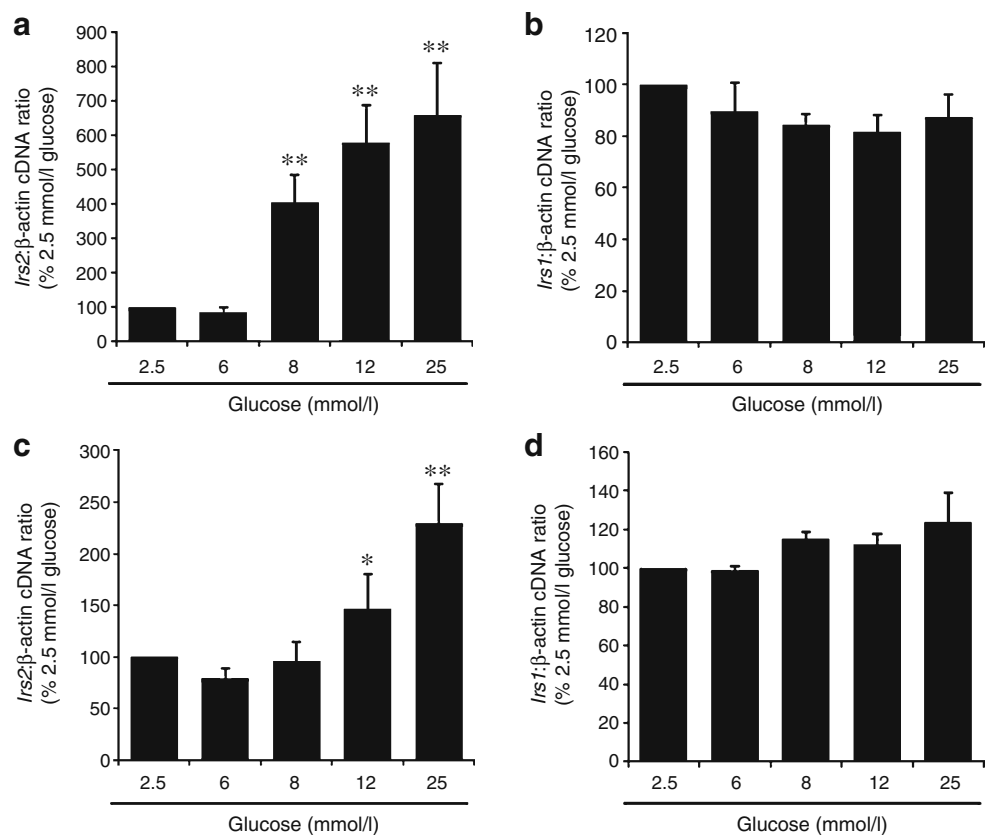 a
Irs2:β-actin cDNA ratio
(% 2.5 mmol/l glucose)
900
800
700
600
500
400
300
200
100
0
** ** **
2.5 6 8 12 25
Glucose (mmol/l)
b
Irs1:β-actin cDNA ratio
(% 2.5 mmol/l glucose)
120
100
80
60
40
20
0
2.5 6 8 12 25
Glucose (mmol/l)
c
Irs2:β-actin cDNA ratio
(% 2.5 mmol/l glucose)
300
250
200
150
100
50
0
* **
2.5 6 8 12 25
Glucose (mmol/l)
d
Irs1:β-actin cDNA ratio
(% 2.5 mmol/l glucose)
160
140
120
100
80
60
40
20
0
2.5 6 8 12 25
Glucose (mmol/l)